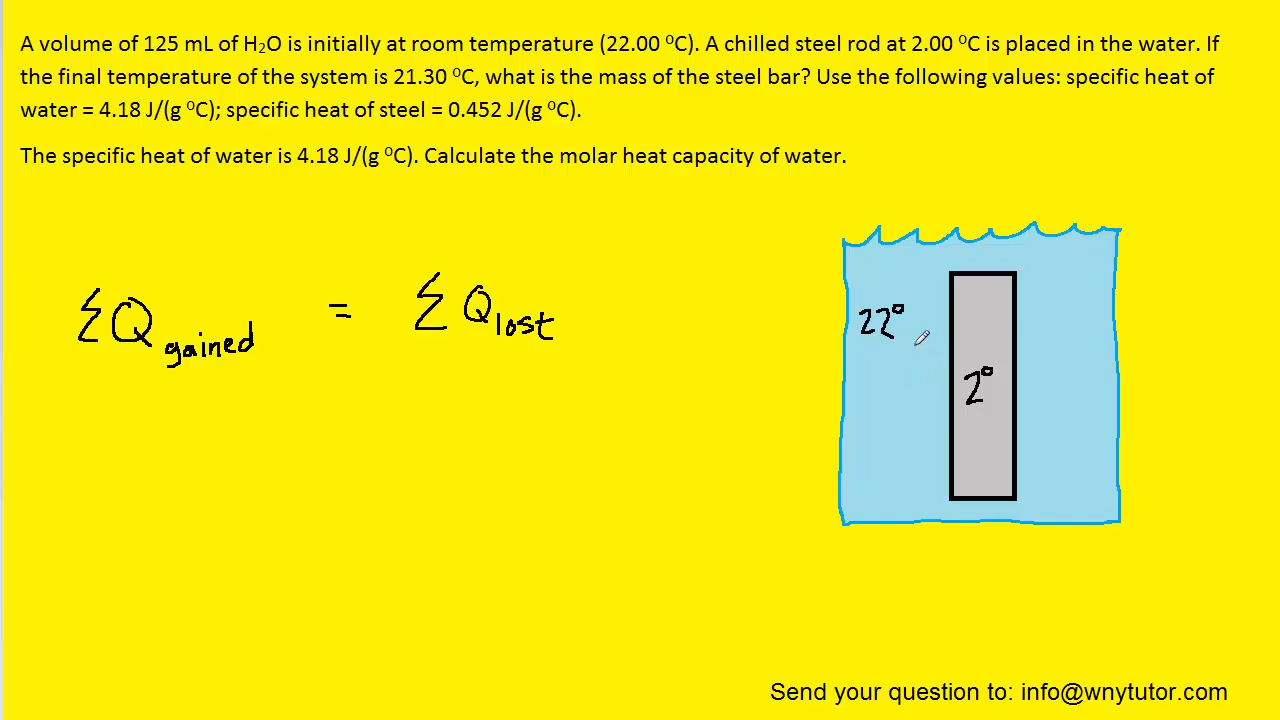 A volume of 125 mL of H₂O is initially at room temperature (22.00 ⁰C). A chilled steel rod at 2.00 ⁰C is placed in the water. If
the final temperature of the system is 21.30 ⁰C, what is the mass of the steel bar? Use the following values: specific heat of
water = 4.18 J/(g ⁰C); specific heat of steel = 0.452 J/(g ⁰C).
The specific heat of water is 4.18 J/(g ⁰C). Calculate the molar heat capacity of water.
ΣQ gained = ΣQ lost
22°
2°
Send your question to: info@wnytutor.com